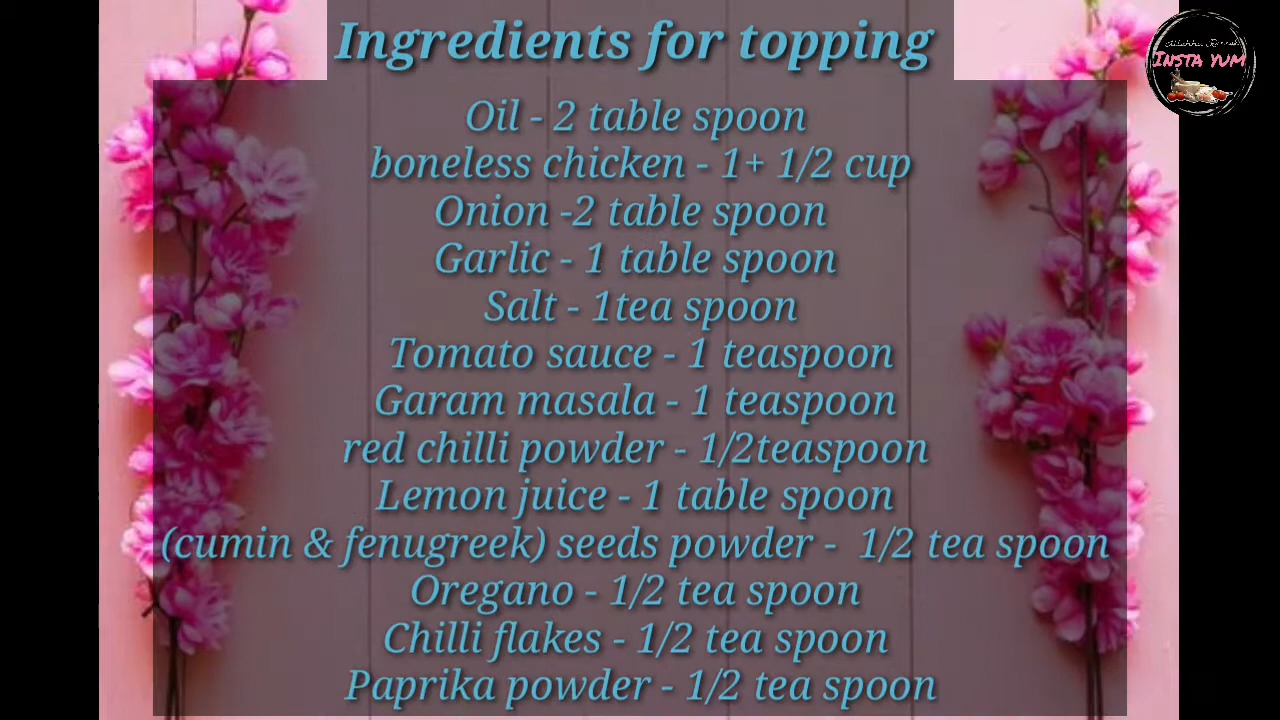 Ingredients for topping
Oil - 2 table spoon
boneless chicken - 1+ 1/2 cup
Onion -2 table spoon
Garlic - 1 table spoon
Salt - 1tea spoon
Tomato sauce - 1 teaspoon
Garam masala - 1 teaspoon
red chilli powder - 1/2teaspoon
Lemon juice - 1 table spoon
(cumin & fenugreek) seeds powder -  1/2 tea spoon
Oregano - 1/2 tea spoon
Chilli flakes - 1/2 tea spoon
Paprika powder - 1/2 tea spoon
INSTA YUM